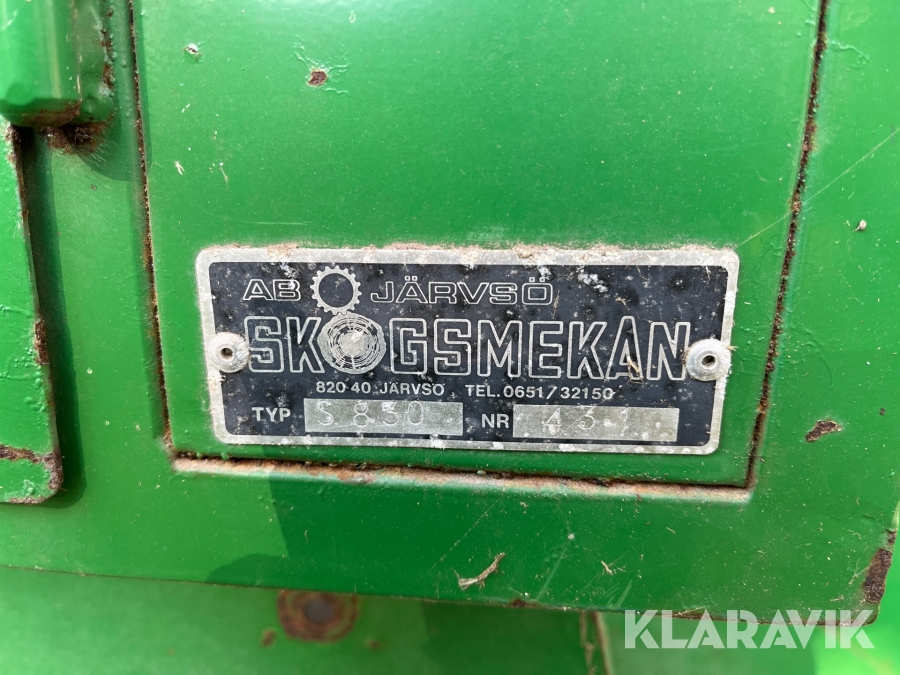 AB JÄRVSÖ
SKOGSMEKAN
820 40 JÄRVSÖ TEL. 0651/32150
TYP S 830 NR 431
KLARAVIK